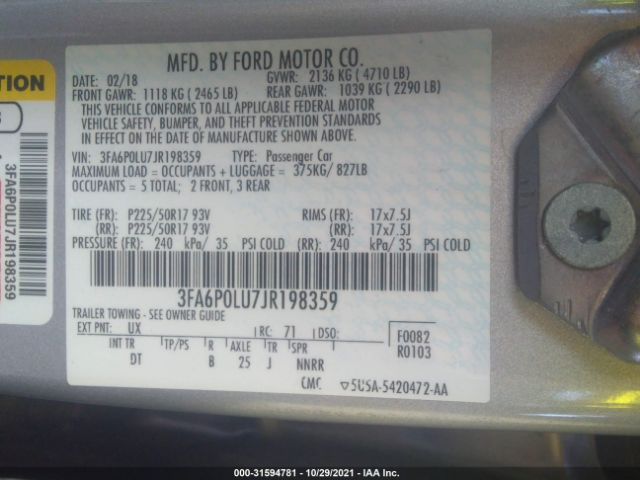 TION
3FA6P0LU7JR198359
MFD. BY FORD MOTOR CO.
DATE: 02/18 GVWR: 2136 KG ( 4710 LB)
FRONT GAWR: 1118 KG ( 2465 LB) REAR GAWR: 1039 KG ( 2290 LB)
THIS VEHICLE CONFORMS TO ALL APPLICABLE FEDERAL MOTOR
VEHICLE SAFETY, BUMPER, AND THEFT PREVENTION STANDARDS
IN EFFECT ON THE DATE OF MANUFACTURE SHOWN ABOVE.
VIN: 3FA6P0LU7JR198359 TYPE: Passenger Car
MAXIMUM LOAD = OCCUPANTS + LUGGAGE = 375KG/ 827LB
OCCUPANTS = 5 TOTAL; 2 FRONT, 3 REAR
TIRE (FR): P225/50R17 93V RIMS (FR): 17x7.5J
(RR): P225/50R17 93V (RR): 17x7.5J
PRESSURE (FR): 240 kPa/ 35 PSI COLD (RR): 240 kPa/ 35 PSI COLD
3FA6P0LU7JR198359
TRAILER TOWING - SEE OWNER GUIDE
EXT PNT: UX RC: 71 DSO: F0082
INT TR TP/PS R AXLE TR SPR R0103
DT B 25 J NNRR
CMC ▽5USA-5420472-AA
000-31594781 - 10/29/2021 - IAA Inc.